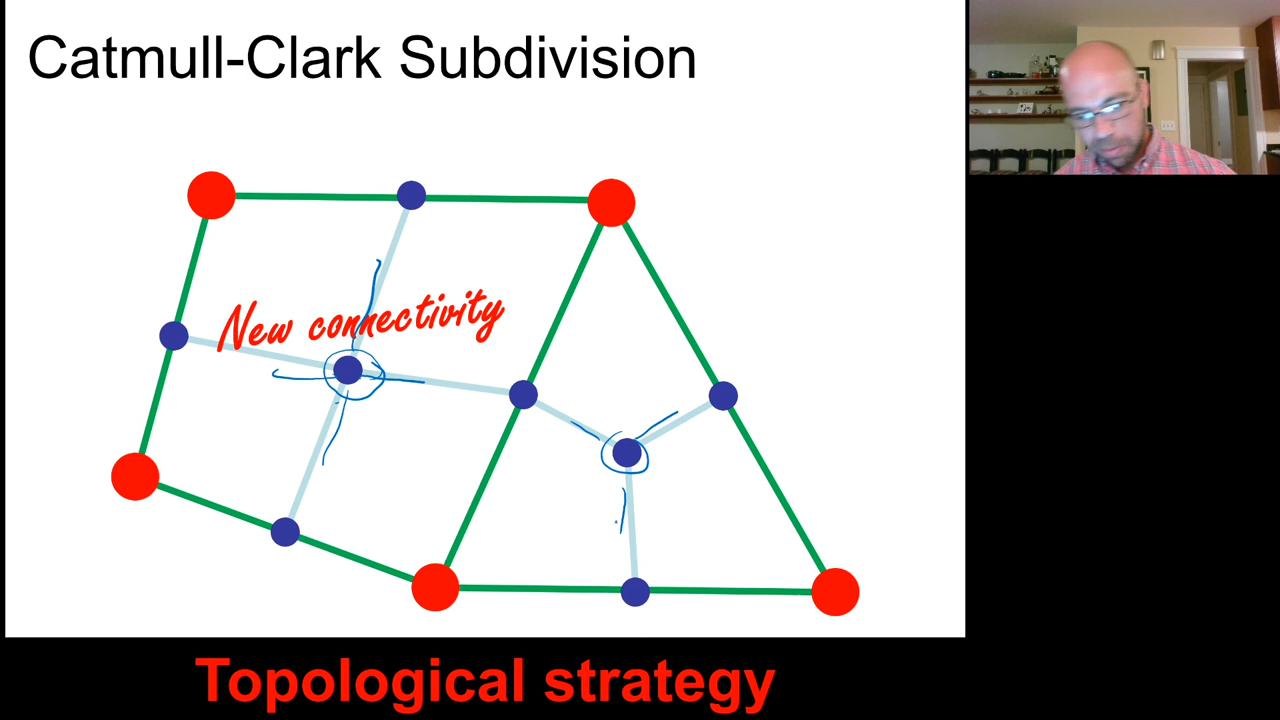 Catmull-Clark Subdivision
New connectivity
Topological strategy